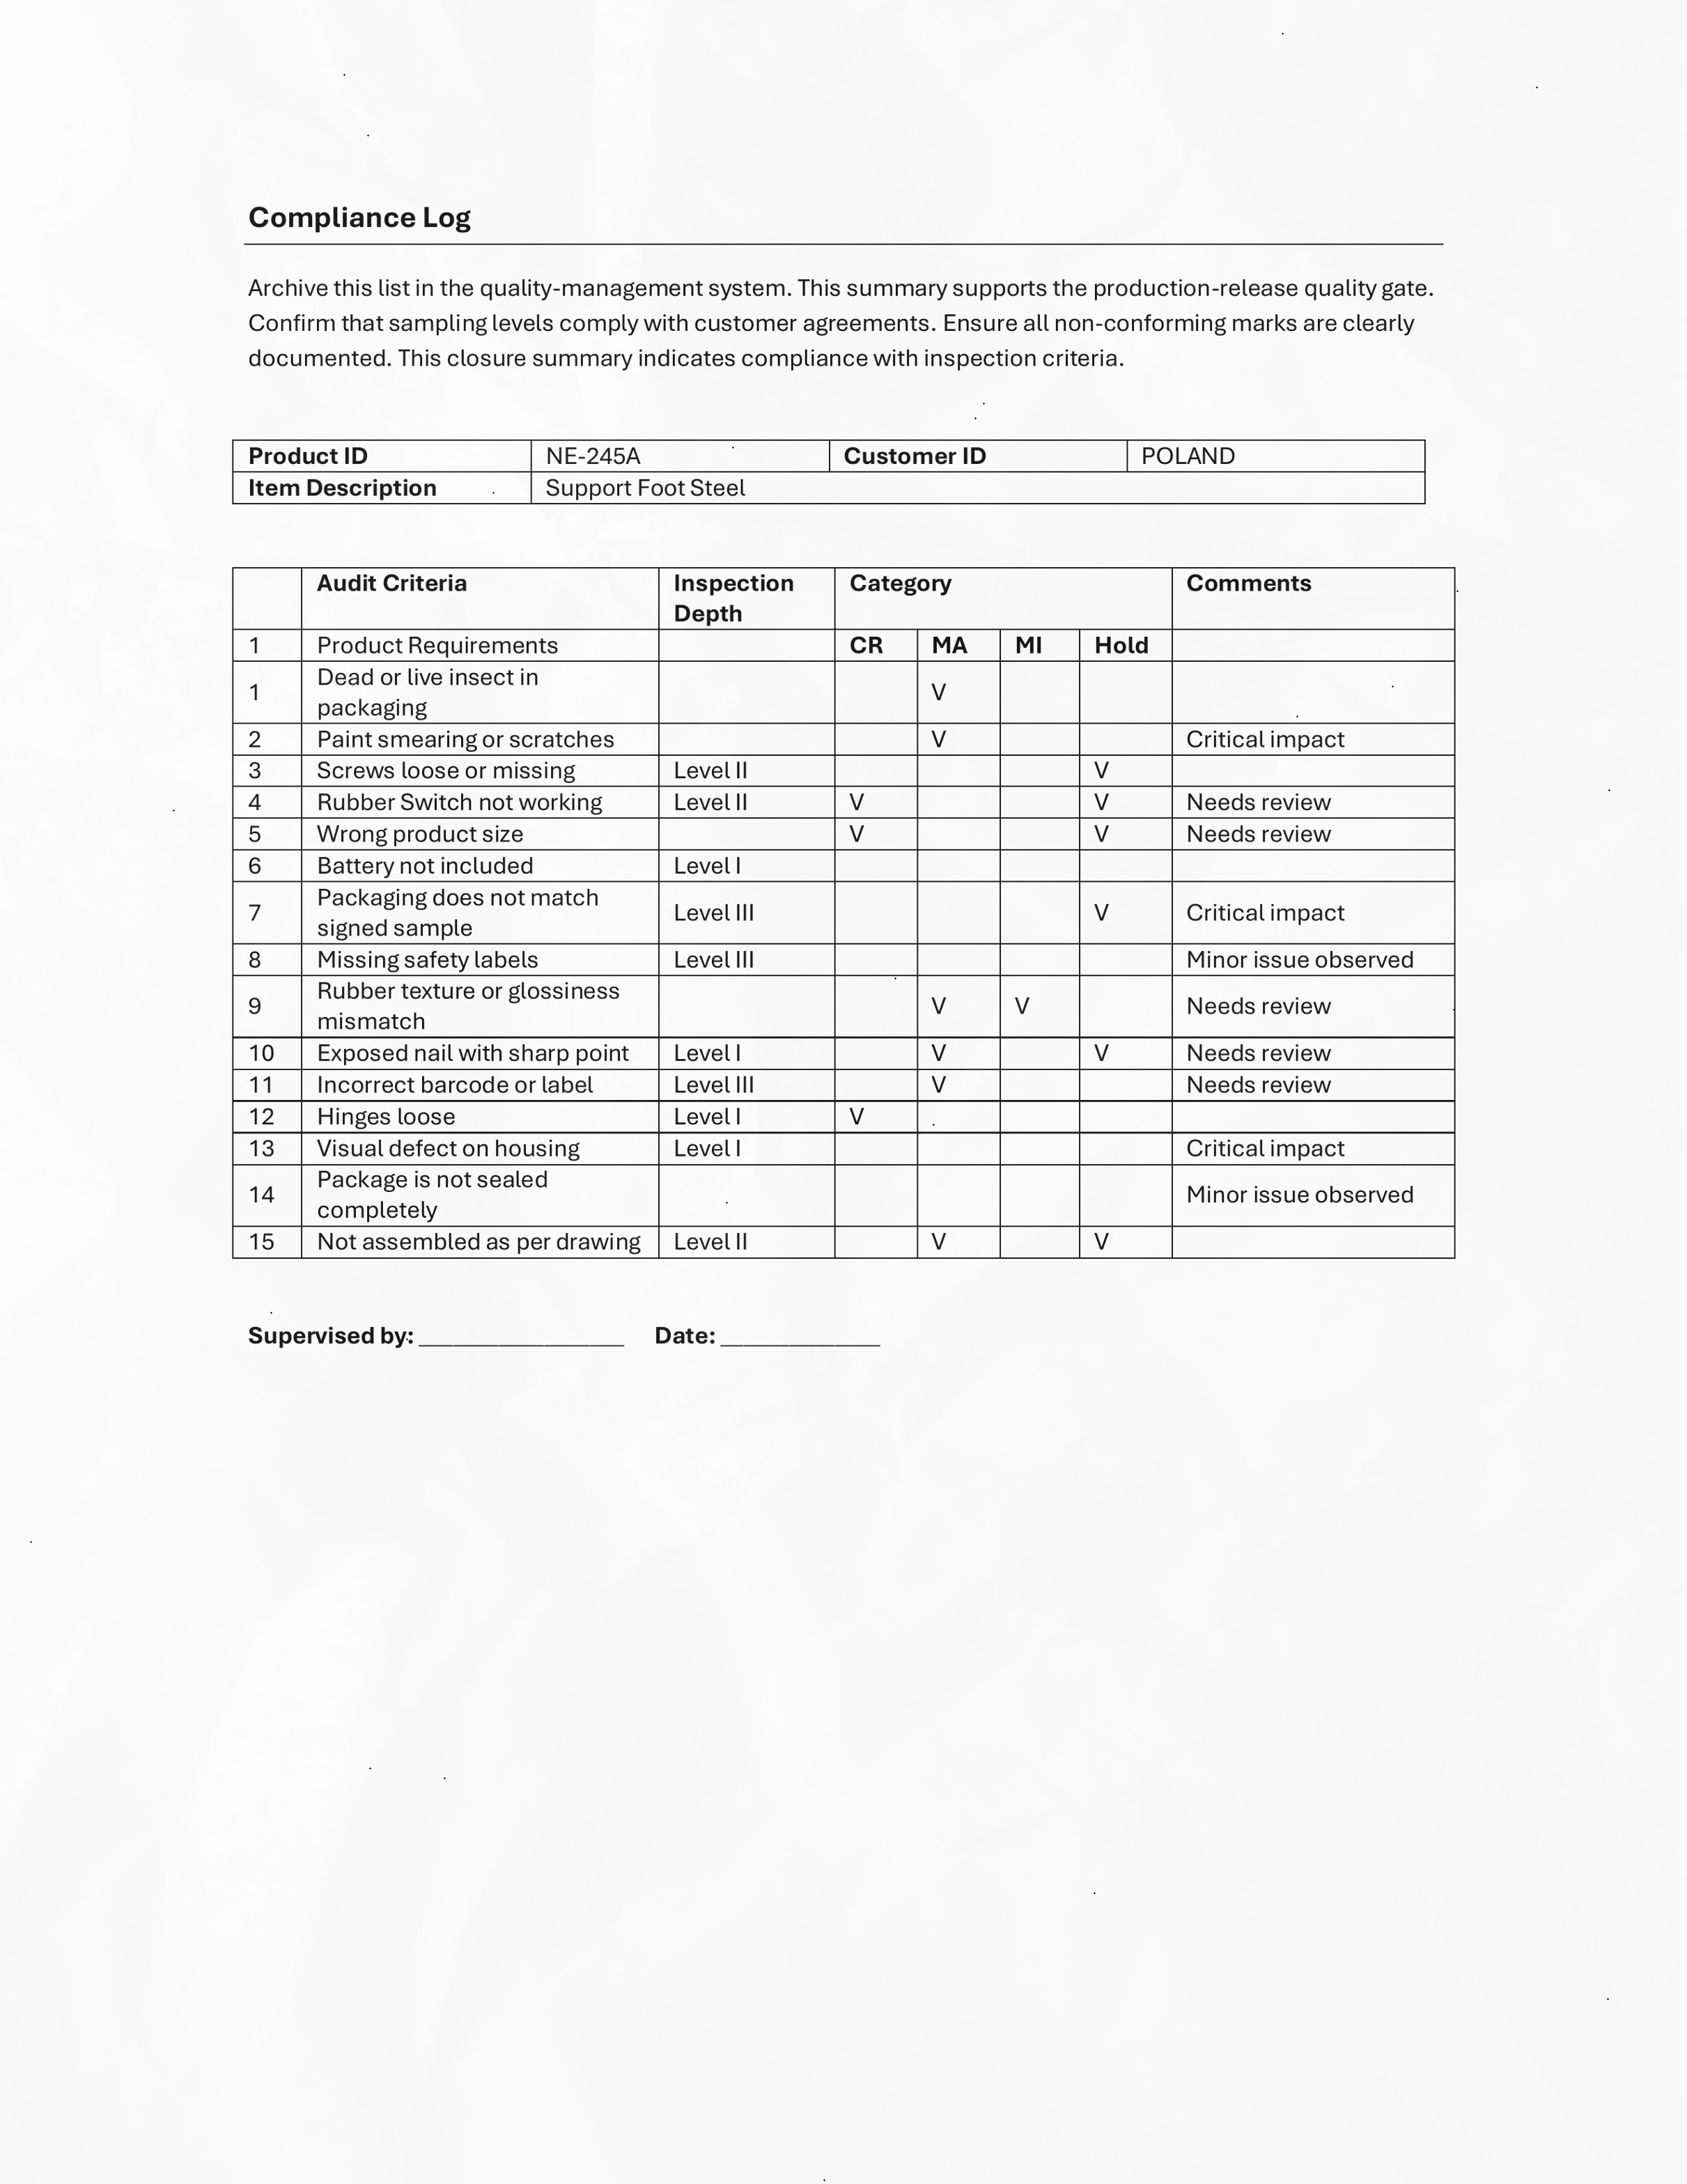 Compliance Log
Archive this list in the quality-management system. This summary supports the production-release quality gate.
Confirm that sampling levels comply with customer agreements. Ensure all non-conforming marks are clearly
documented. This closure summary indicates compliance with inspection criteria.
Product ID NE-245A Customer ID POLAND
Item Description Support Foot Steel
Audit Criteria Inspection Depth Category Comments
1 Product Requirements CR MA MI Hold
1 Dead or live insect in packaging V
2 Paint smearing or scratches V Critical impact
3 Screws loose or missing Level II V
4 Rubber Switch not working Level II V V Needs review
5 Wrong product size V V Needs review
6 Battery not included Level I
7 Packaging does not match signed sample Level III V Critical impact
8 Missing safety labels Level III Minor issue observed
9 Rubber texture or glossiness mismatch V V Needs review
10 Exposed nail with sharp point Level I V V Needs review
11 Incorrect barcode or label Level III V Needs review
12 Hinges loose Level I V
13 Visual defect on housing Level I Critical impact
14 Package is not sealed completely Minor issue observed
15 Not assembled as per drawing Level II V V
Supervised by: __________________ Date: ______________